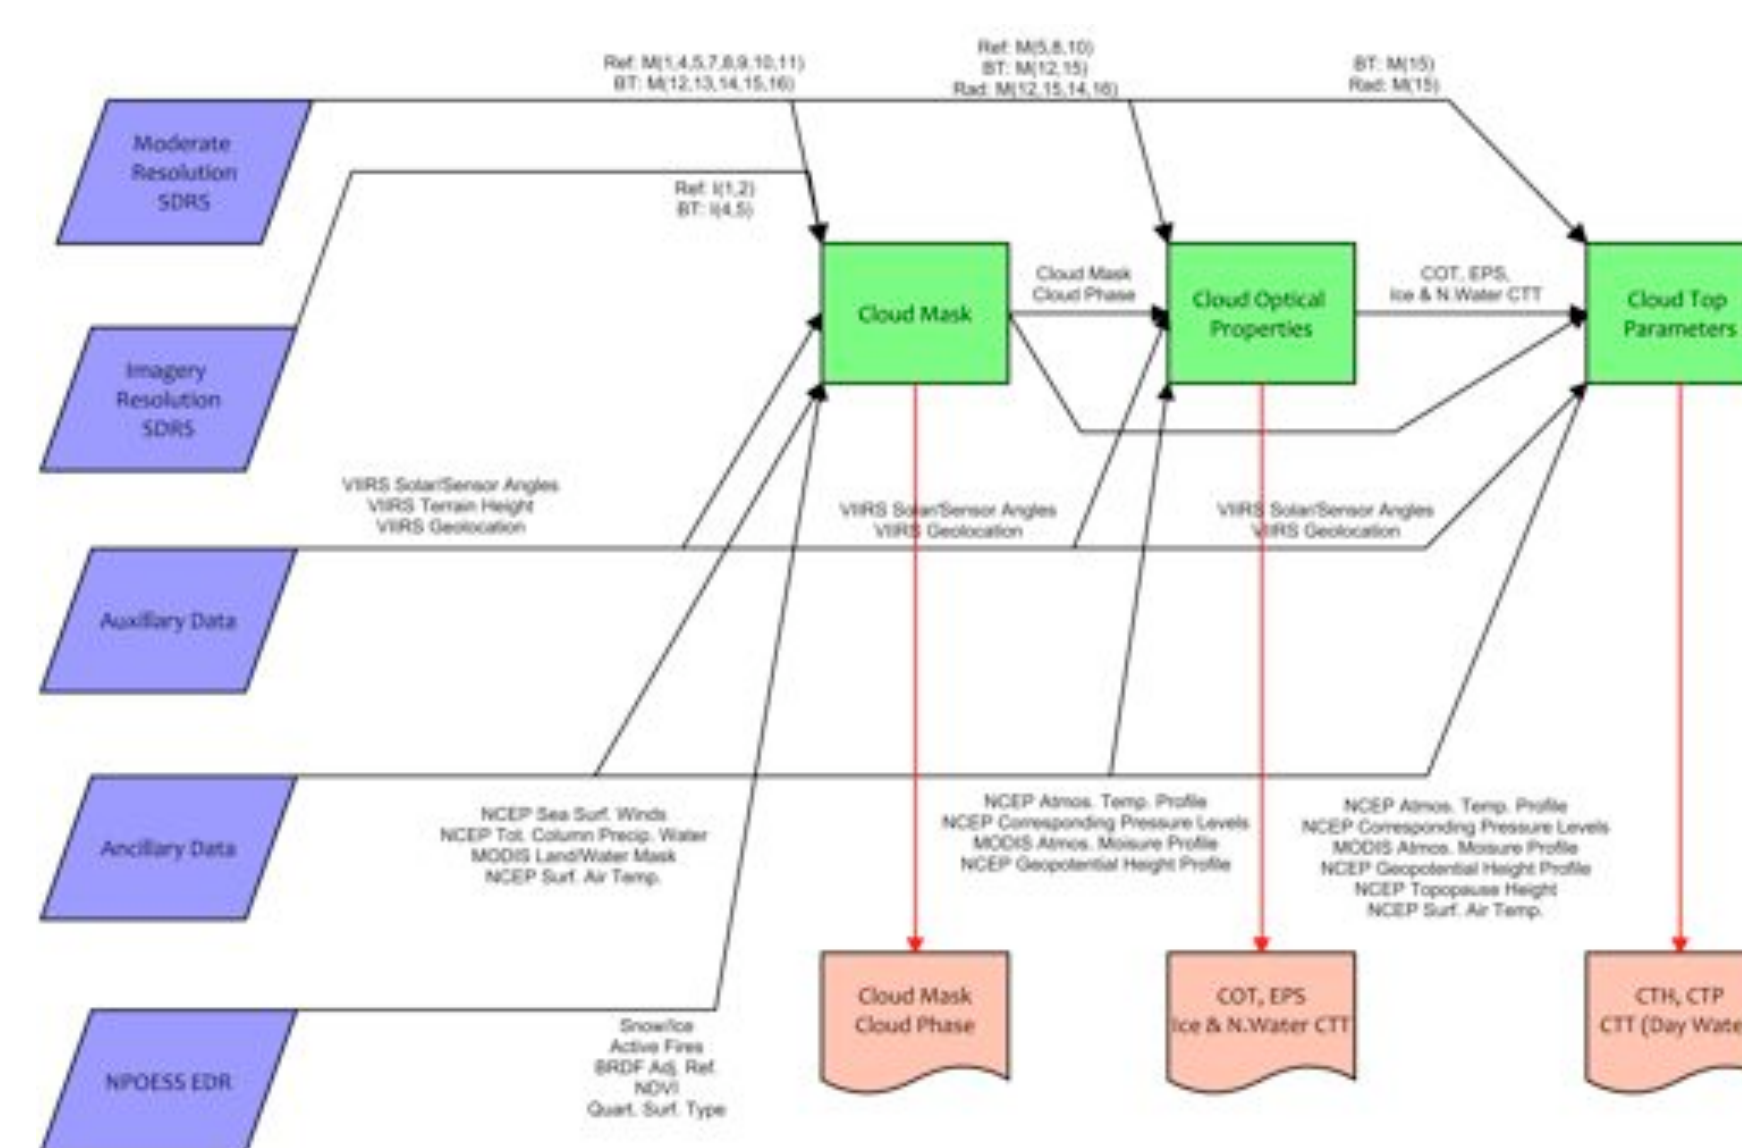 Ref: M(1,4,5,7,8,9,10,11)
BT: M(12,13,14,15,16)
Ref: M(5,8,10)
BT: M(12,15)
Rad: M(12,15,14,16)
BT: M(15)
Rad: M(15)
Moderate
Resolution
SDRS
Ref: I(1,2)
BT: I(4,5)
Imagery
Resolution
SDRS
Cloud Mask
Cloud Mask
Cloud Phase
Cloud Optical
Properties
COT, EPS,
Ice & N.Water CTT
Cloud Top
Parameters
VIIRS Solar/Sensor Angles
VIIRS Terrain Height
VIIRS Geolocation
VIIRS Solar/Sensor Angles
VIIRS Geolocation
VIIRS Solar/Sensor Angles
VIIRS Geolocation
Auxillary Data
Ancillary Data
NCEP Sea Surf. Winds
NCEP Tot. Column Precip. Water
MODIS Land/Water Mask
NCEP Surf. Air Temp.
NCEP Atmos. Temp. Profile
NCEP Corresponding Pressure Levels
MODIS Atmos. Moisure Profile
NCEP Geopotential Height Profile
NCEP Atmos. Temp. Profile
NCEP Corresponding Pressure Levels
MODIS Atmos. Moisure Profile
NCEP Geopotential Height Profile
NCEP Topopause Height
NCEP Surf. Air Temp.
NPOESS EDR
Snow/Ice
Active Fires
BRDF Adj. Ref.
NDVI
Quart. Surf. Type
Cloud Mask
Cloud Phase
COT, EPS
Ice & N.Water CTT
CTH, CTP
CTT (Day Wate